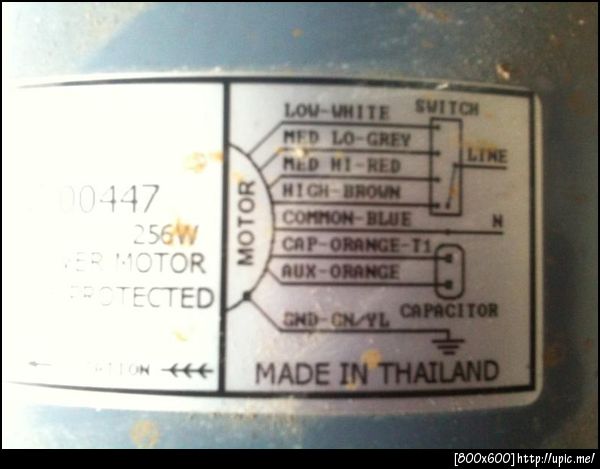 LOW-WHITE
SWITCH
MED LO-GREY
MED HI-RED
LINE
HIGH-BROWN
COMMON-BLUE
N
CAP-ORANGE-T1
AUX-ORANGE
CAPACITOR
GND-GN/YL
MOTOR
MADE IN THAILAND
00447
256W
MOTOR
PROTECTED
[800x600]http://upic.me/